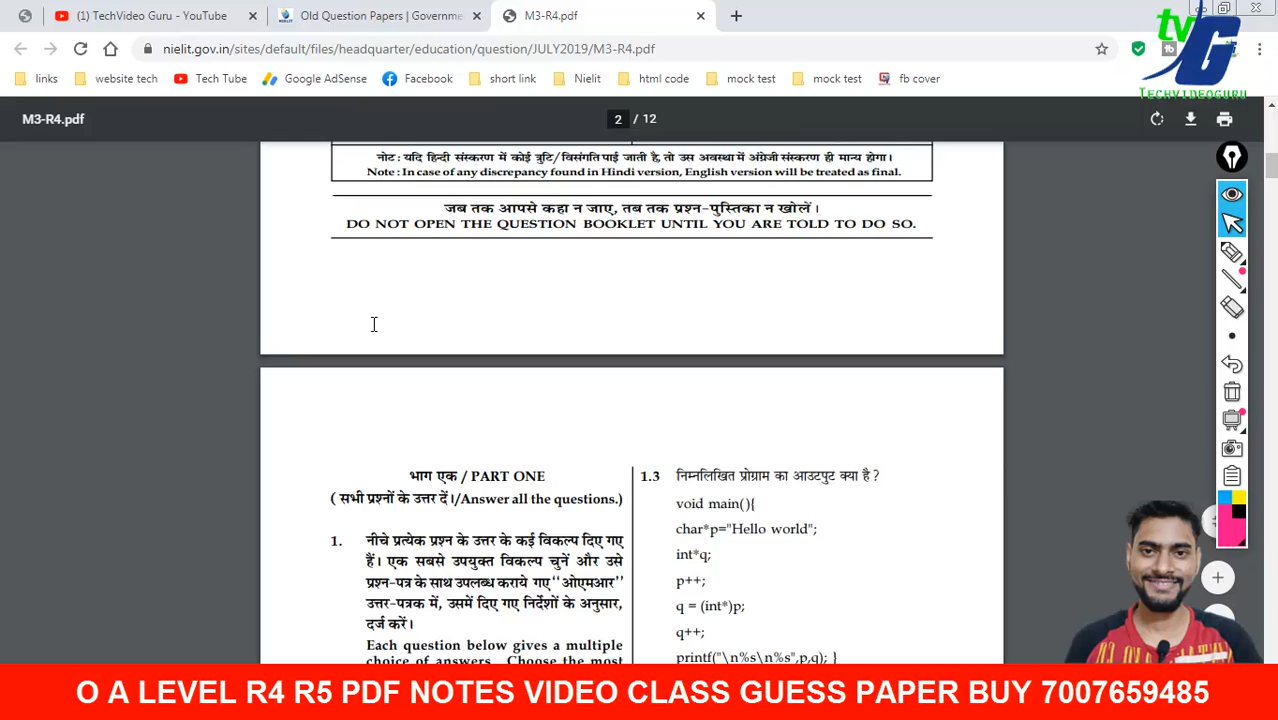 (1) TechVideo Guru - YouTube
Old Question Papers | Governme
M3-R4.pdf
nielit.gov.in/sites/default/files/headquarter/education/question/JULY2019/M3-R4.pdf
links
website tech
Tech Tube
Google AdSense
Facebook
short link
Nielit
html code
mock test
mock test
fb cover
tvG
TECHVIDEOGURU
M3-R4.pdf
2 / 12
नोट : यदि हिन्दी संस्करण में कोई त्रुटि/विसंगति पाई जाती है, तो उस अवस्था में अंग्रेजी संस्करण ही मान्य होगा।
Note : In case of any discrepancy found in Hindi version, English version will be treated as final.
जब तक आपसे कहा न जाए, तब तक प्रश्न-पुस्तिका न खोलें।
DO NOT OPEN THE QUESTION BOOKLET UNTIL YOU ARE TOLD TO DO SO.
भाग एक / PART ONE
( सभी प्रश्नों के उत्तर दें।/Answer all the questions.)
1. नीचे प्रत्येक प्रश्न के उत्तर के कई विकल्प दिए गए
हैं। एक सबसे उपयुक्त विकल्प चुनें और उसे
प्रश्न-पत्र के साथ उपलब्ध कराये गए "ओएमआर"
उत्तर-पत्रक में, उसमें दिए गए निर्देशों के अनुसार,
दर्ज करें।
Each question below gives a multiple
choice of answers. Choose the most
1.3 निम्नलिखित प्रोग्राम का आउटपुट क्या है ?
void main(){
char*p="Hello world";
int*q;
p++;
q = (int*)p;
q++;
printf("\n%s\n%s",p,q); }
O A LEVEL R4 R5 PDF NOTES VIDEO CLASS GUESS PAPER BUY 7007659485